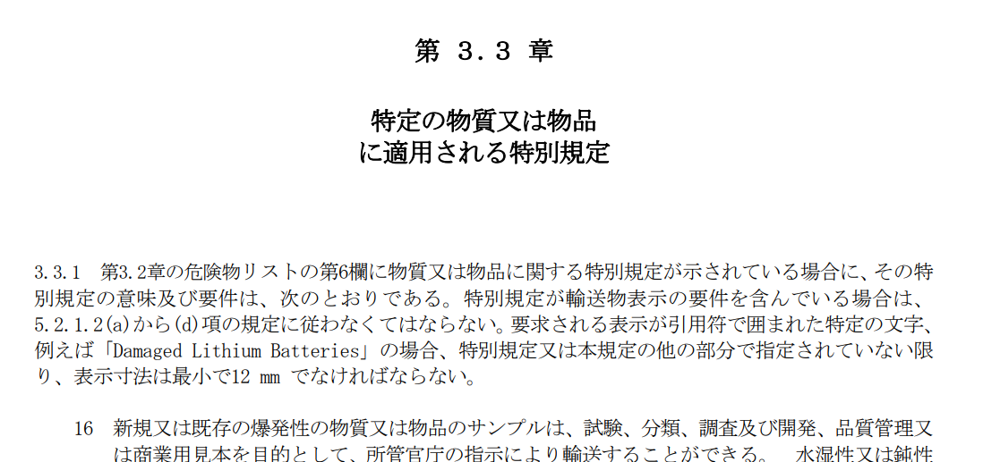 第 3.3 章
特定の物質又は物品
に適用される特別規定
3.3.1 第3.2章の危険物リストの第6欄に物質又は物品に関する特別規定が示されている場合に、その特
別規定の意味及び要件は、次のとおりである。特別規定が輸送物表示の要件を含んでいる場合は、
5.2.1.2(a)から(d)項の規定に従わなくてはならない。要求される表示が引用符で囲まれた特定の文字、
例えば「Damaged Lithium Batteries」の場合、特別規定又は本規定の他の部分で指定されていない限
り、表示寸法は最小で12 mm でなければならない。
16 新規又は既存の爆発性の物質又は物品のサンプルは、試験、分類、調査及び開発、品質管理又
は商業用見本を目的として、所管官庁の指示により輸送することができる。 水湿性又は鈍性